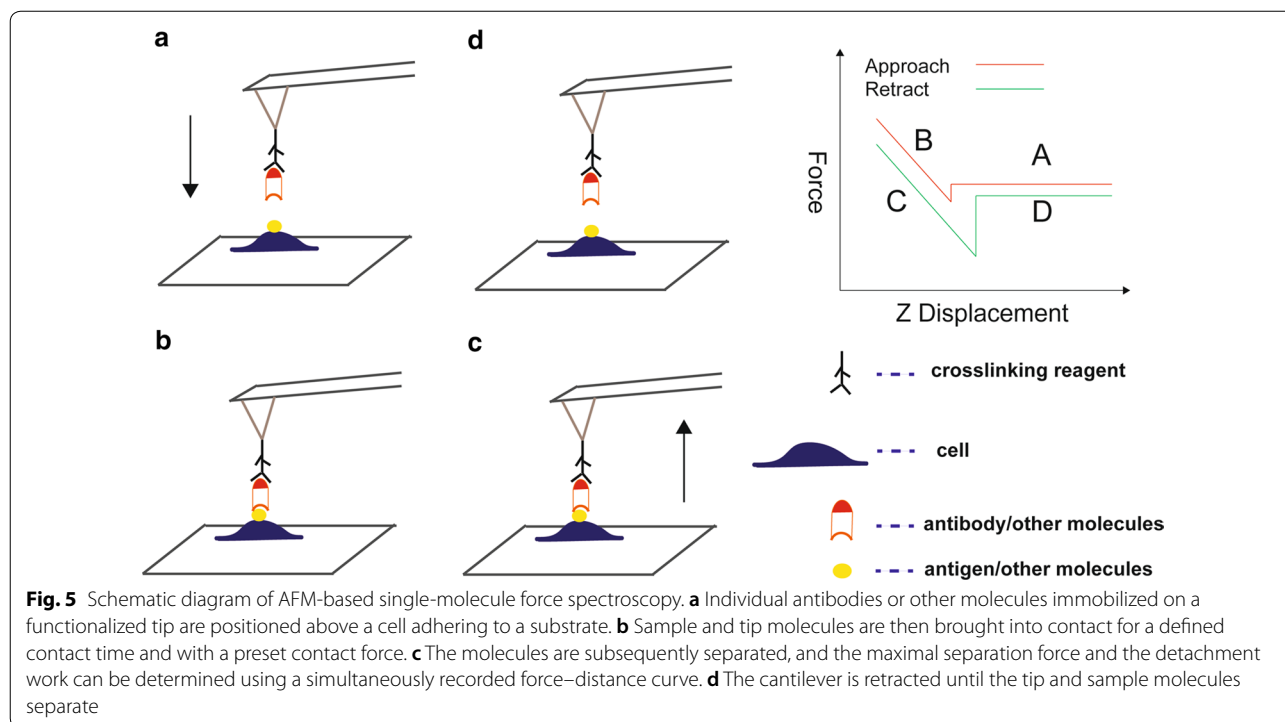 a
d
Approach
Retract
B
A
C
D
Force
Z Displacement
b
c
crosslinking reagent
cell
antibody/other molecules
antigen/other molecules
Fig. 5 Schematic diagram of AFM-based single-molecule force spectroscopy. a Individual antibodies or other molecules immobilized on a
functionalized tip are positioned above a cell adhering to a substrate. b Sample and tip molecules are then brought into contact for a defined
contact time and with a preset contact force. c The molecules are subsequently separated, and the maximal separation force and the detachment
work can be determined using a simultaneously recorded force–distance curve. d The cantilever is retracted until the tip and sample molecules
separate